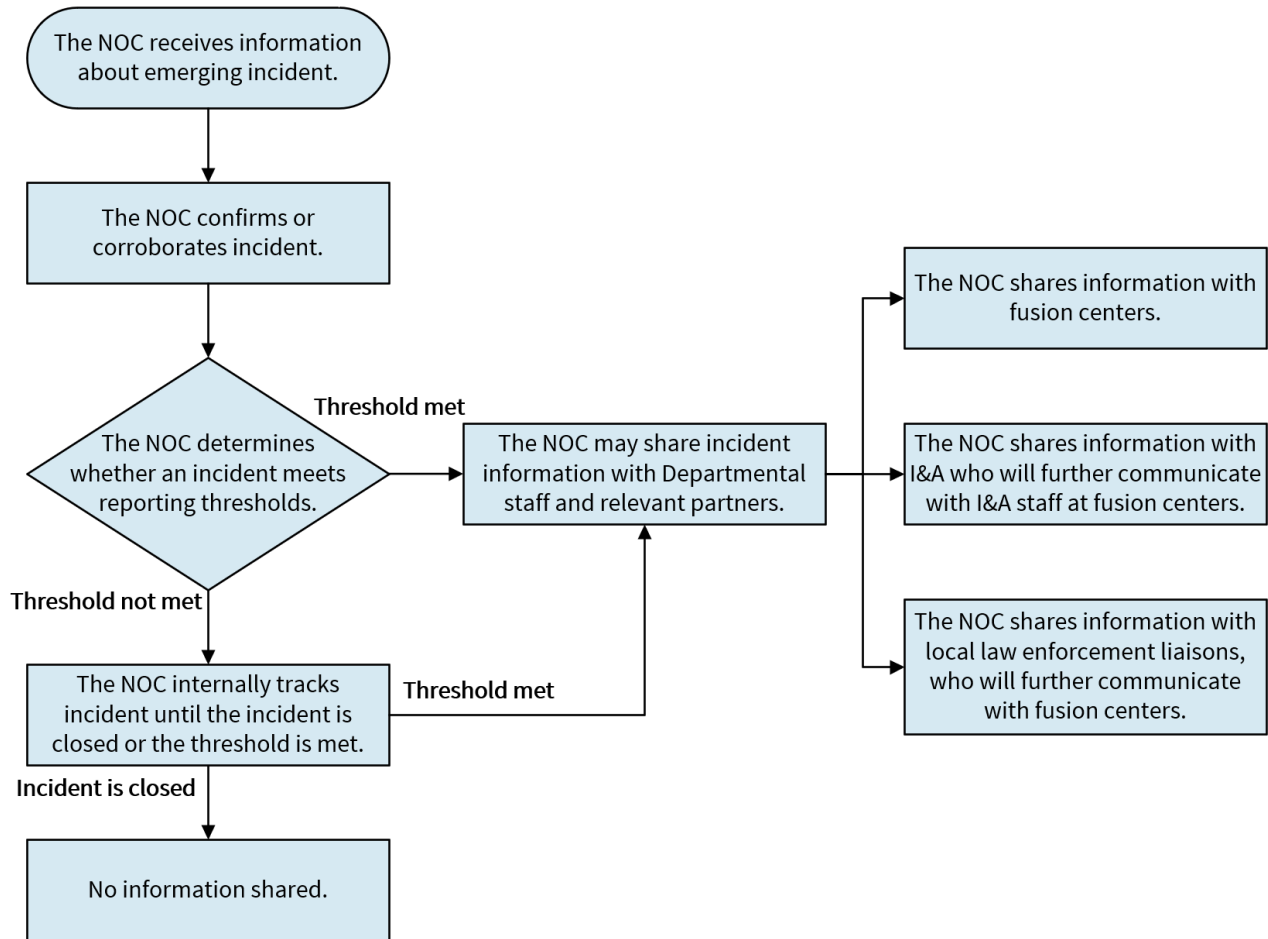 The NOC receives information
about emerging incident.
The NOC confirms or
corroborates incident.
The NOC determines
whether an incident meets
reporting thresholds.
Threshold met
The NOC may share incident
information with Departmental
staff and relevant partners.
The NOC shares information with
fusion centers.
The NOC shares information with
I&A who will further communicate
with I&A staff at fusion centers.
The NOC shares information with
local law enforcement liaisons,
who will further communicate
with fusion centers.
Threshold not met
The NOC internally tracks
incident until the incident is
closed or the threshold is met.
Threshold met
Incident is closed
No information shared.